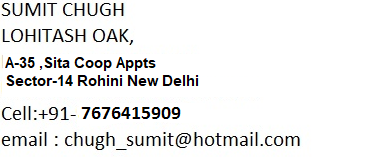 SUMIT CHUGH
LOHITASH OAK,
A-35 ,Sita Coop Appts
Sector-14 Rohini New Delhi
Cell:+91- 7676415909
email : chugh_sumit@hotmail.com